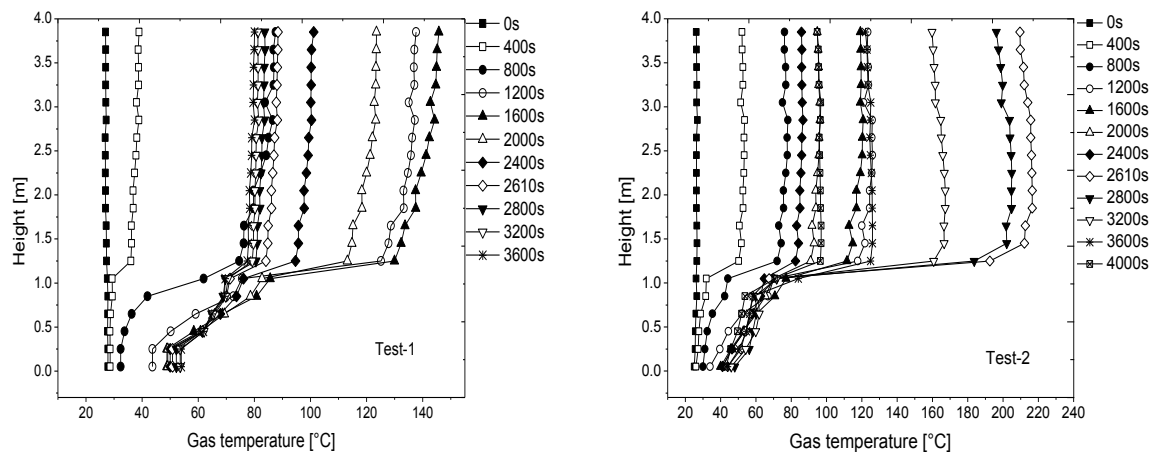 4.0
3.5
3.0
2.5
2.0
1.5
1.0
0.5
0.0
Height [m]
20 40 60 80 100 120 140
Gas temperature [°C]
Test-1
0s
400s
800s
1200s
1600s
2000s
2400s
2610s
2800s
3200s
3600s
4.0
3.5
3.0
2.5
2.0
1.5
1.0
0.5
0.0
Height [m]
20 40 60 80 100 120 140 160 180 200 220 240
Gas temperature [°C]
Test-2
0s
400s
800s
1200s
1600s
2000s
2400s
2610s
2800s
3200s
3600s
4000s